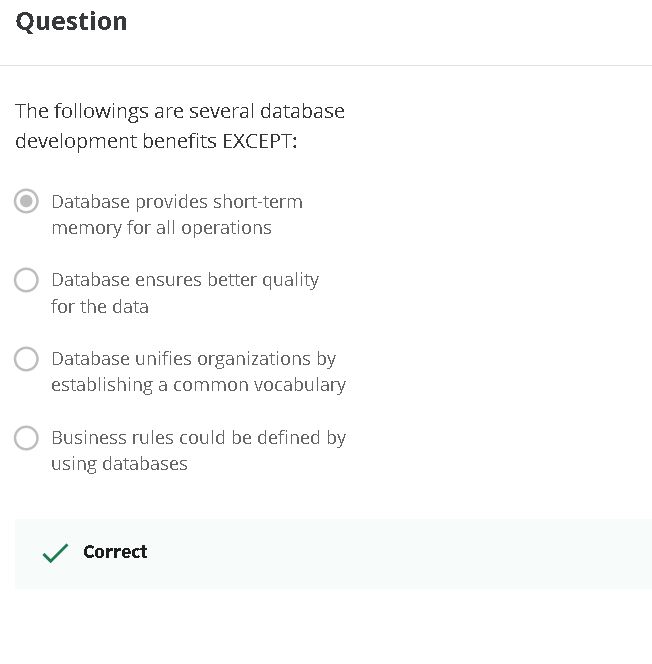 Question
The followings are several database
development benefits EXCEPT:
Database provides short-term
memory for all operations
Database ensures better quality
for the data
Database unifies organizations by
establishing a common vocabulary
Business rules could be defined by
using databases
Correct